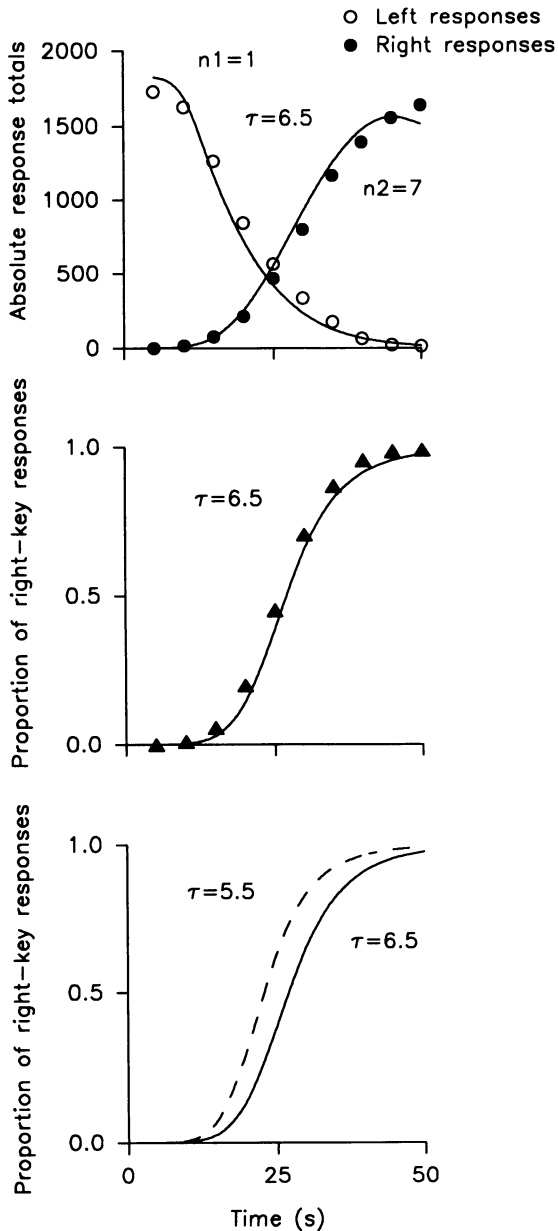 Left responses
Right responses
Absolute response totals
2000
1500
1000
500
0
n1=1
τ=6.5
n2=7
Proportion of right-key responses
1.0
0.5
0.0
τ=6.5
Proportion of right-key responses
1.0
0.5
0.0
τ=5.5
τ=6.5
0
25
50
Time (s)